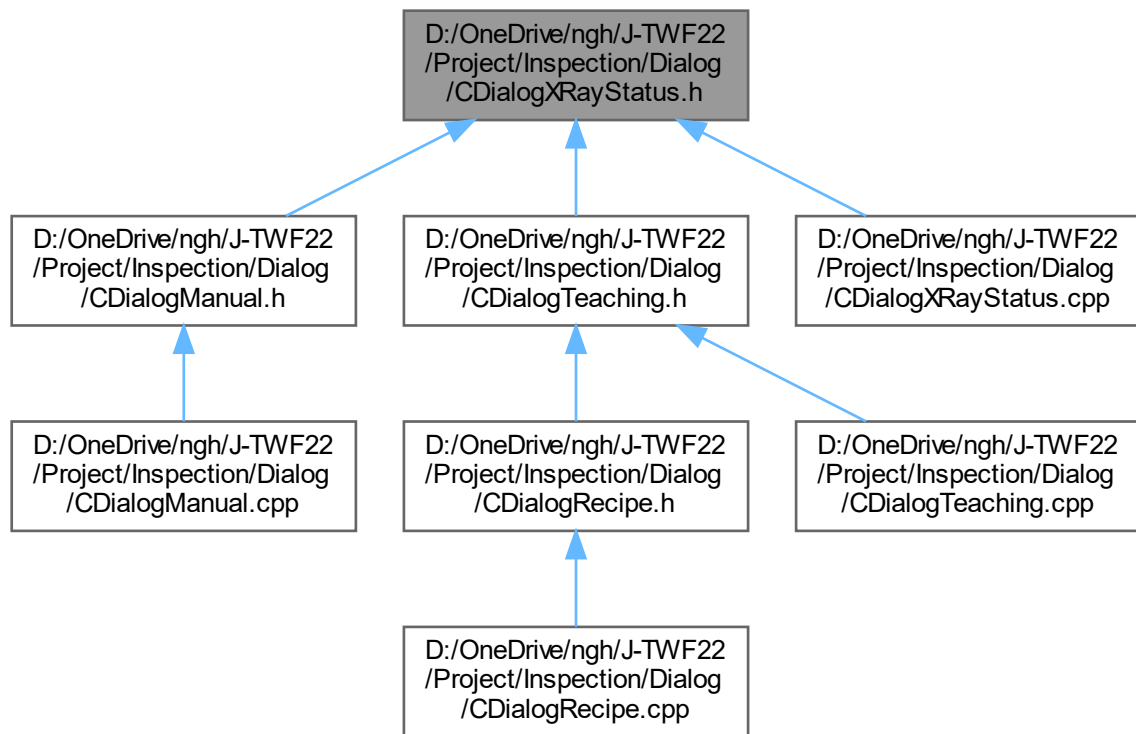 D:/OneDrive/ngh/J-TWF22
/Project/Inspection/Dialog
/CDialogXRayStatus.h
D:/OneDrive/ngh/J-TWF22
/Project/Inspection/Dialog
/CDialogManual.h
D:/OneDrive/ngh/J-TWF22
/Project/Inspection/Dialog
/CDialogTeaching.h
D:/OneDrive/ngh/J-TWF22
/Project/Inspection/Dialog
/CDialogXRayStatus.cpp
D:/OneDrive/ngh/J-TWF22
/Project/Inspection/Dialog
/CDialogManual.cpp
D:/OneDrive/ngh/J-TWF22
/Project/Inspection/Dialog
/CDialogRecipe.h
D:/OneDrive/ngh/J-TWF22
/Project/Inspection/Dialog
/CDialogTeaching.cpp
D:/OneDrive/ngh/J-TWF22
/Project/Inspection/Dialog
/CDialogRecipe.cpp